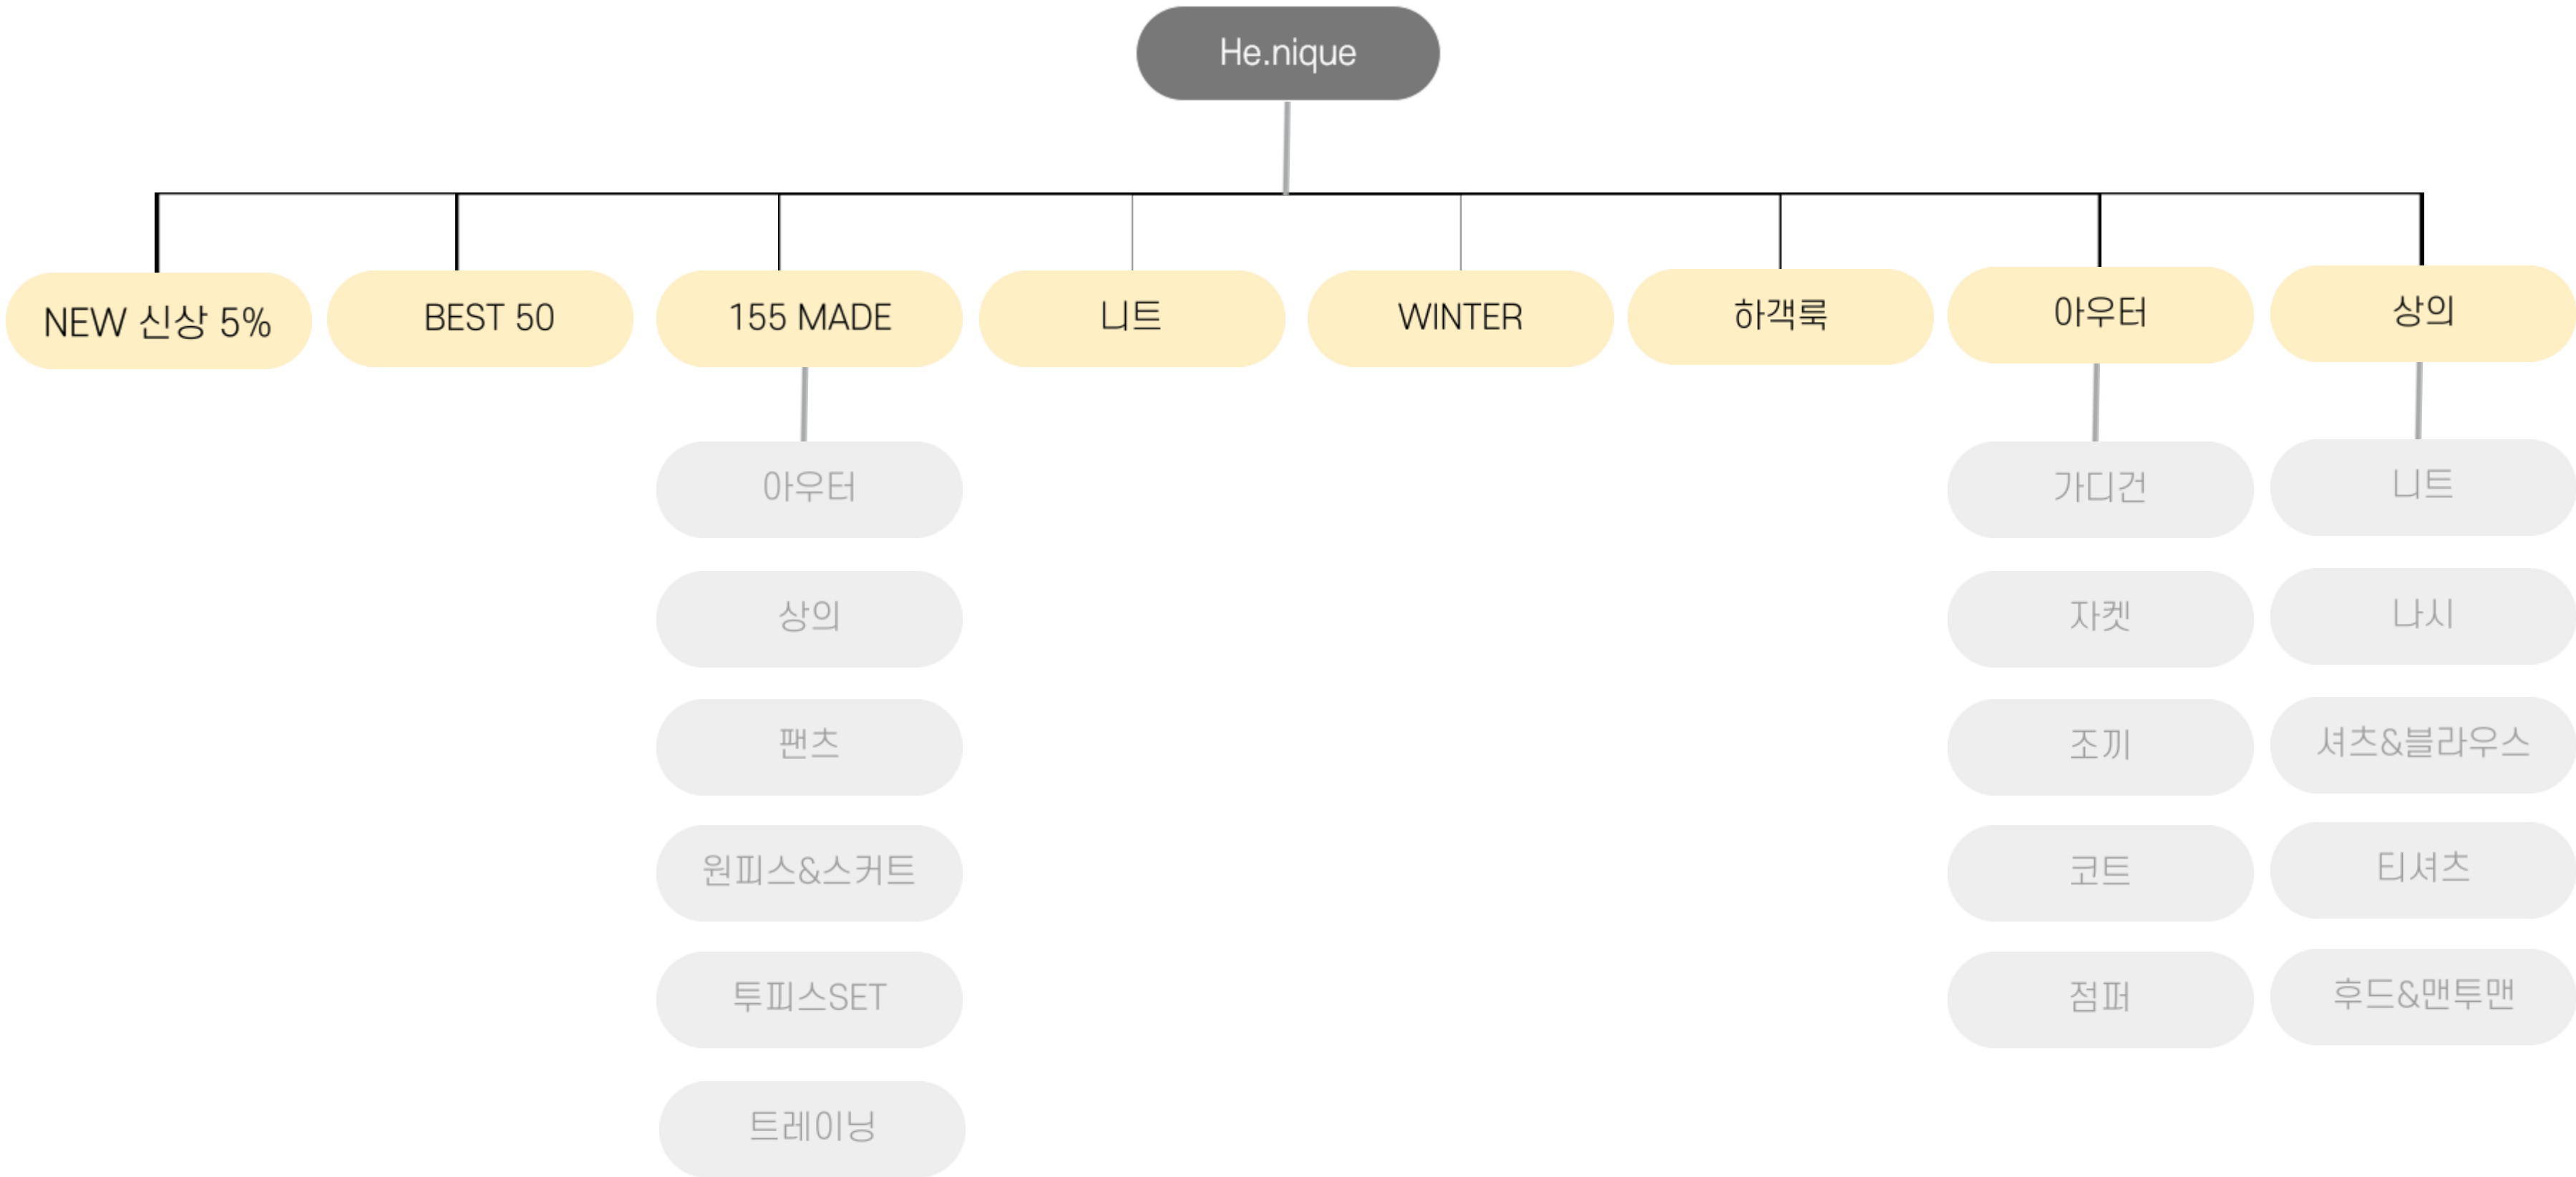 He.nique
NEW 신상 5%
BEST 50
155 MADE
니트
WINTER
하객룩
아우터
상의
아우터
상의
팬츠
원피스&스커트
투피스SET
트레이닝
가디건
자켓
조끼
코트
점퍼
니트
나시
셔츠&블라우스
티셔츠
후드&맨투맨